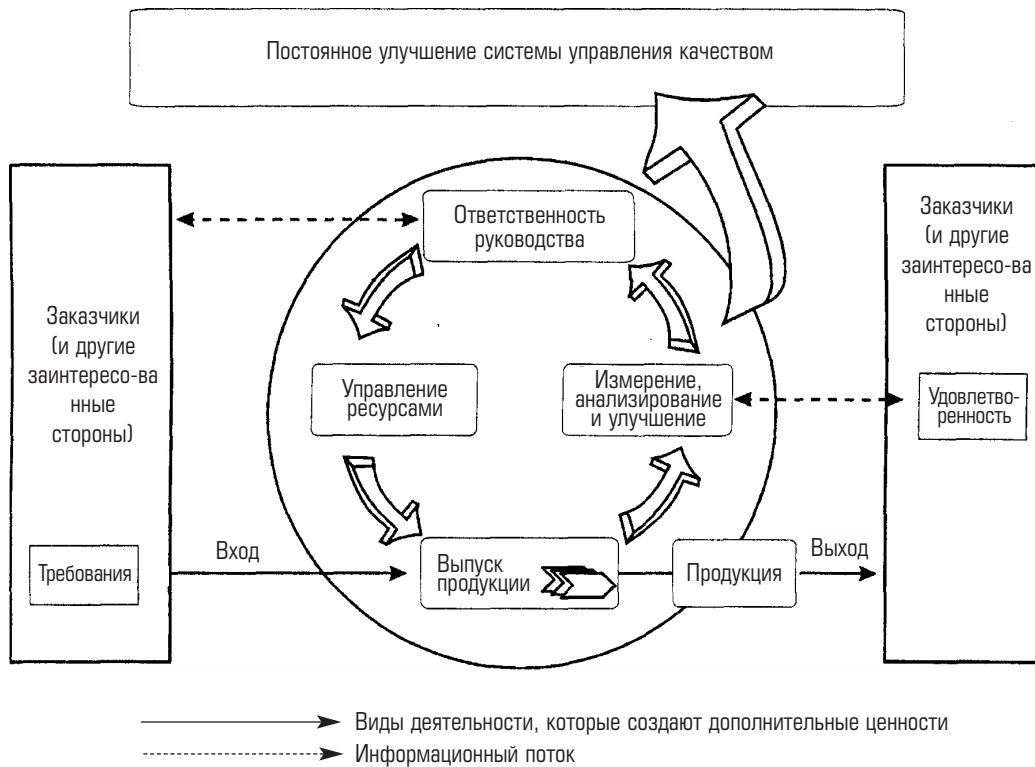 Постоянное улучшение системы управления качеством
Заказчики
(и другие
заинтересо-ва
нные
стороны)
Требования
Вход
Ответственность
руководства
Управление
ресурсами
Измерение,
анализирование
и улучшение
Выпуск
продукции
Продукция
Выход
Заказчики
(и другие
заинтересо-ва
нные
стороны)
Удовлетво-
ренность
Виды деятельности, которые создают дополнительные ценности
Информационный поток